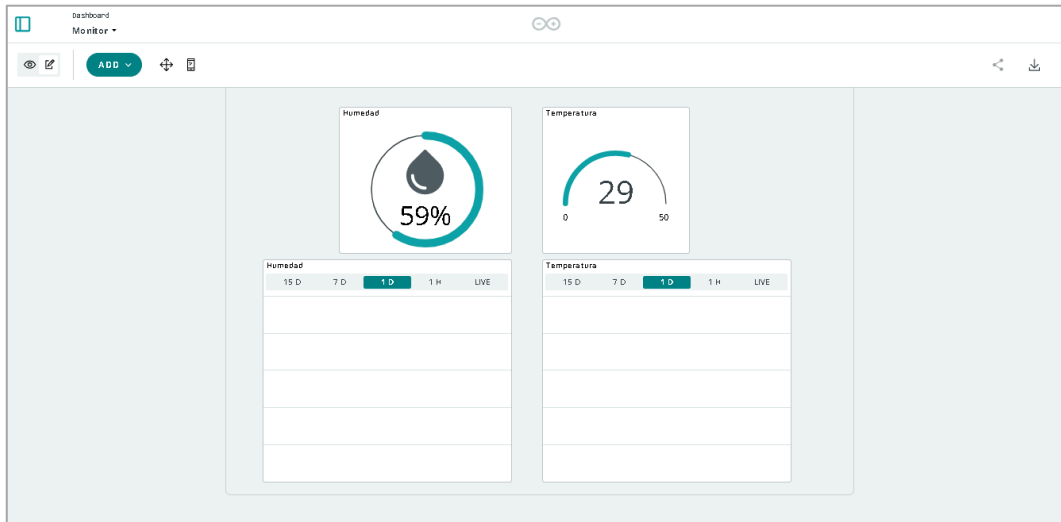 Dashboard
Monitor
ADD
Humedad
59%
Temperatura
29
0 50
Humedad
15 D 7 D 1 D 1 H LIVE
Temperatura
15 D 7 D 1 D 1 H LIVE